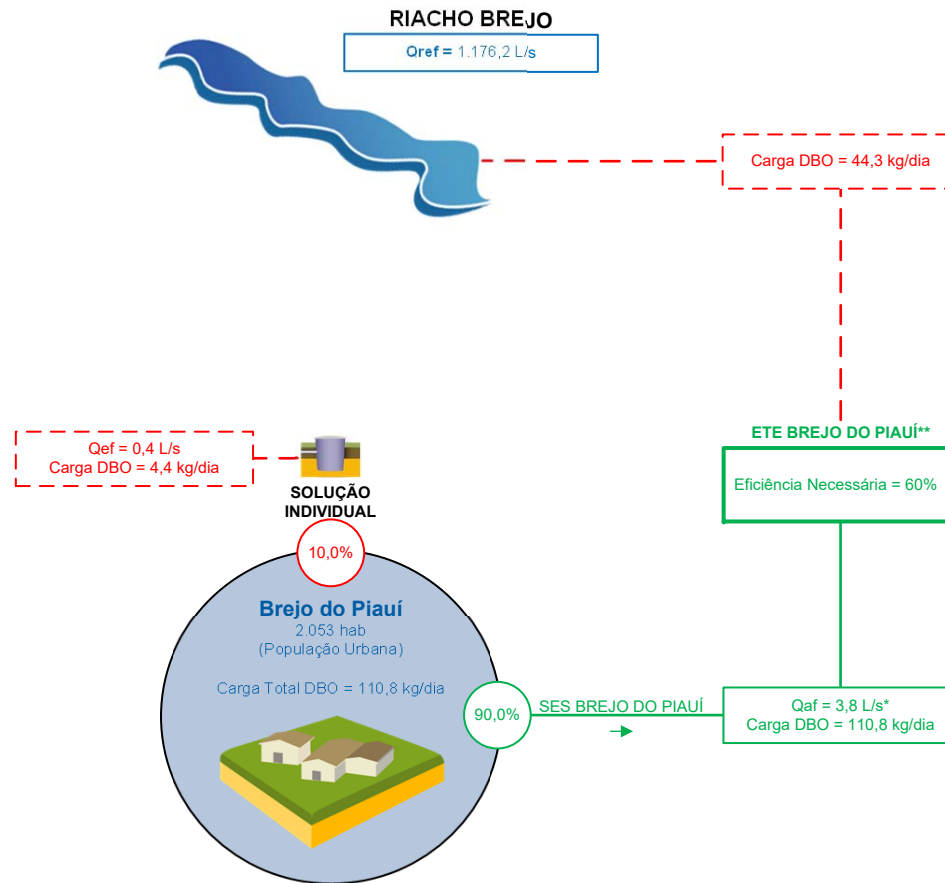 RIACHO BREJO
Qref = 1.176,2 L/s
Carga DBO = 44,3 kg/dia
ETE BREJO DO PIAUÍ**
Eficiência Necessária = 60%
Qef = 0,4 L/s
Carga DBO = 4,4 kg/dia
SOLUÇÃO
INDIVIDUAL
10,0%
Brejo do Piauí
2.053 hab
(População Urbana)
Carga Total DBO = 110,8 kg/dia
90,0%
SES BREJO DO PIAUÍ
Qaf = 3,8 L/s*
Carga DBO = 110,8 kg/dia